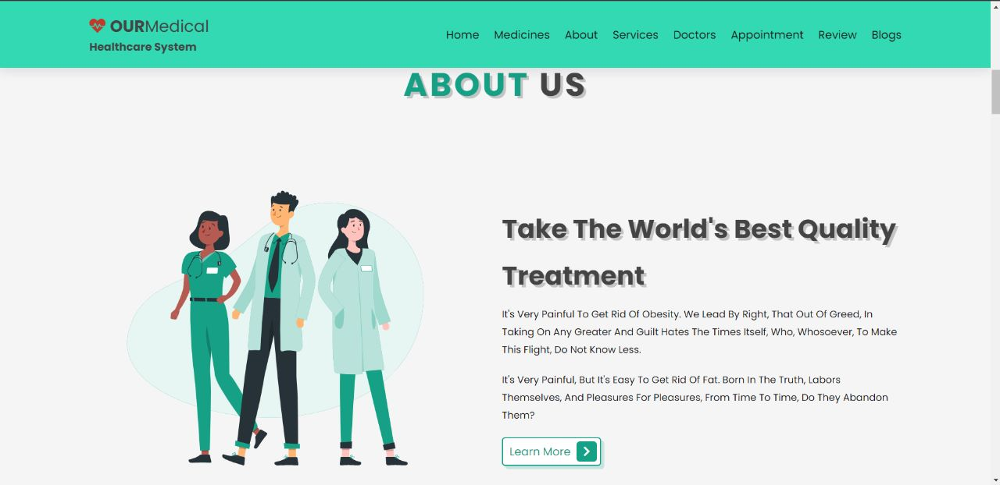 OURMedical
Healthcare System
Home Medicines About Services Doctors Appointment Review Blogs
ABOUT US
Take The World's Best Quality
Treatment
It's Very Painful To Get Rid Of Obesity. We Lead By Right, That Out Of Greed, In
Taking On Any Greater And Guilt Hates The Times Itself, Who, Whosoever, To Make
This Flight, Do Not Know Less.
It's Very Painful, But It's Easy To Get Rid Of Fat. Born In The Truth, Labors
Themselves, And Pleasures For Pleasures, From Time To Time, Do They Abandon
Them?
Learn More